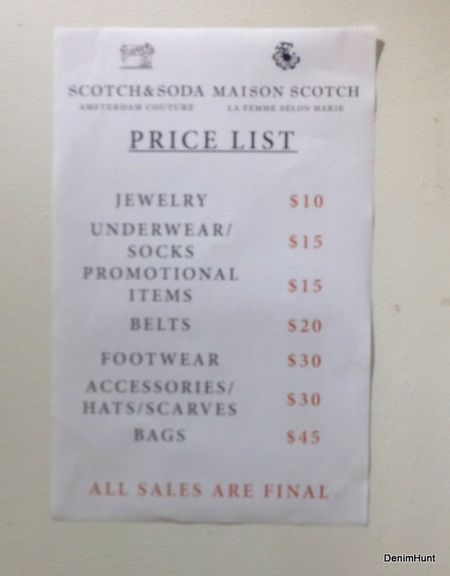 SCOTCH&SODA MAISON SCOTCH
AMSTERDAM COUTURE LA FEMME SELON MARIE
PRICE LIST
JEWELRY $10
UNDERWEAR/
SOCKS $15
PROMOTIONAL
ITEMS $15
BELTS $20
FOOTWEAR $30
ACCESSORIES/
HATS/SCARVES $30
BAGS $45
ALL SALES ARE FINAL
DenimHunt